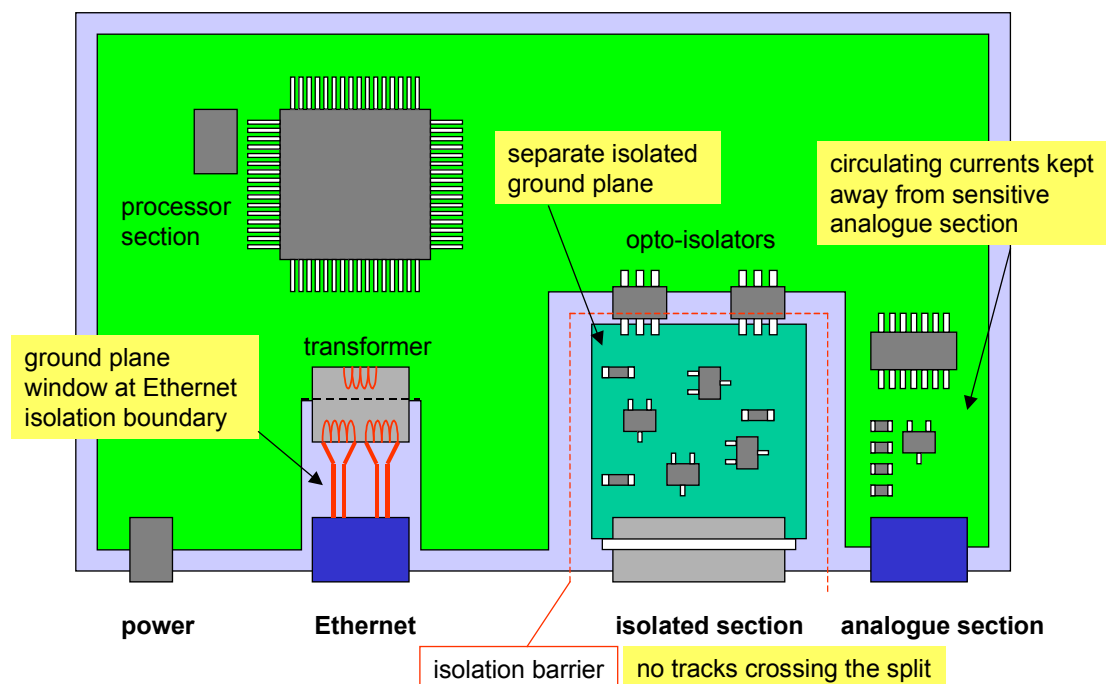 separate isolated
ground plane
circulating currents kept
away from sensitive
analogue section
processor
section
opto-isolators
ground plane
window at Ethernet
isolation boundary
transformer
power
Ethernet
isolated section
analogue section
isolation barrier
no tracks crossing the split